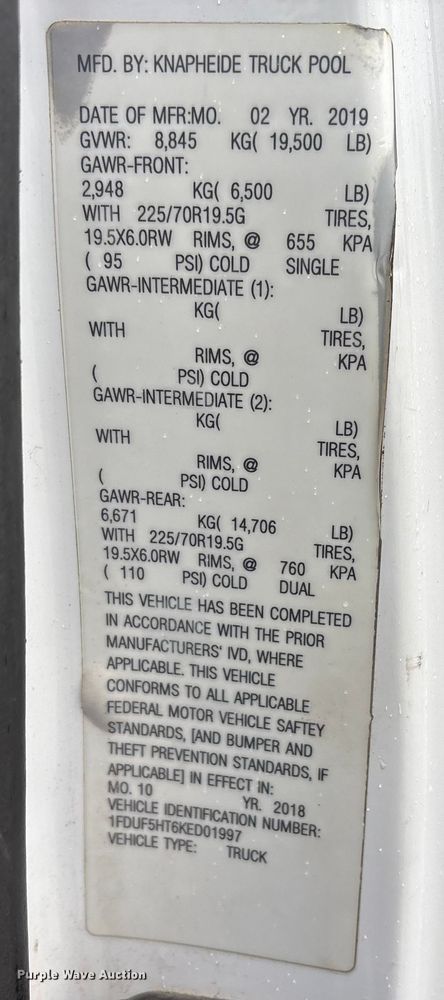 MFD. BY: KNAPHEIDE TRUCK POOL
DATE OF MFR:MO. 02 YR. 2019
GVWR: 8,845 KG( 19,500 LB)
GAWR-FRONT:
2,948 KG( 6,500 LB)
WITH 225/70R19.5G TIRES,
19.5X6.0RW RIMS, @ 655 KPA
( 95 PSI) COLD SINGLE
GAWR-INTERMEDIATE (1):
KG( LB)
WITH TIRES,
RIMS, @ KPA
( PSI) COLD
GAWR-INTERMEDIATE (2):
KG( LB)
WITH TIRES,
RIMS, @ KPA
( PSI) COLD
GAWR-REAR:
6,671 KG( 14,706 LB)
WITH 225/70R19.5G TIRES,
19.5X6.0RW RIMS, @ 760 KPA
( 110 PSI) COLD DUAL
THIS VEHICLE HAS BEEN COMPLETED
IN ACCORDANCE WITH THE PRIOR
MANUFACTURERS' IVD, WHERE
APPLICABLE. THIS VEHICLE
CONFORMS TO ALL APPLICABLE
FEDERAL MOTOR VEHICLE SAFTEY
STANDARDS, [AND BUMPER AND
THEFT PREVENTION STANDARDS, IF
APPLICABLE] IN EFFECT IN:
MO. 10 YR. 2018
VEHICLE IDENTIFICATION NUMBER:
1FDUF5HT6KED01997
VEHICLE TYPE: TRUCK
Purple Wave Auction